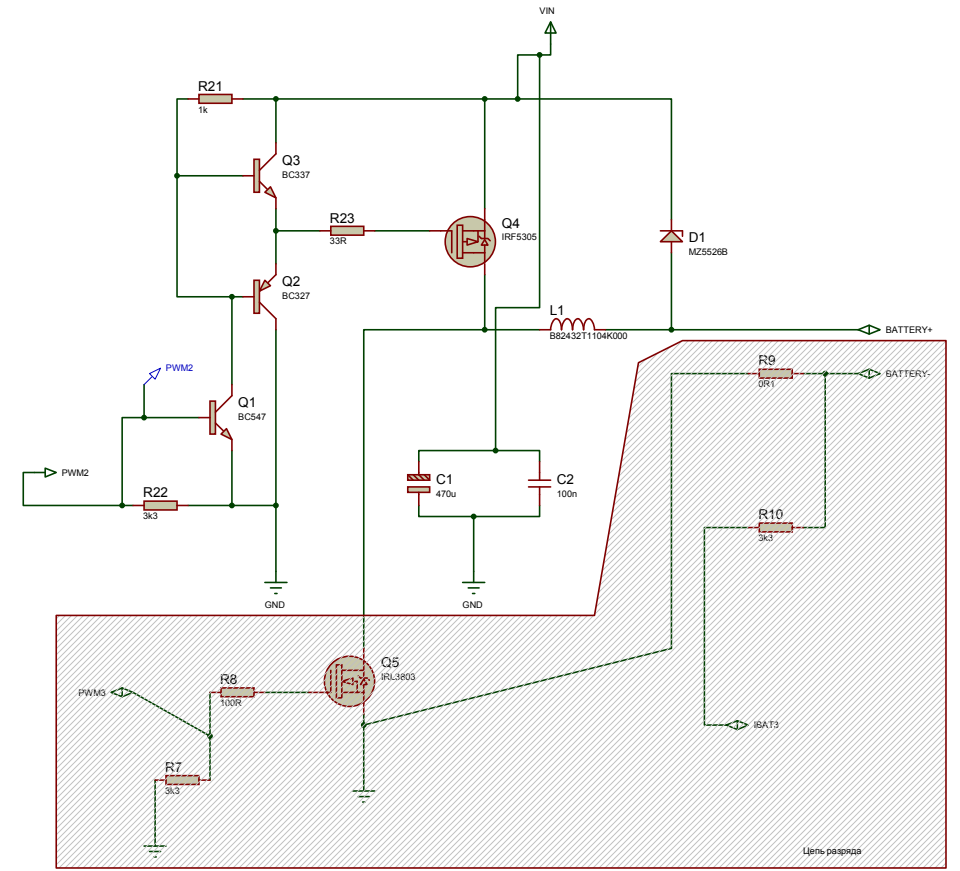 VIN
R21
1k
Q3
BC337
R23
33R
Q4
IRF5305
D1
MZ5526B
Q2
BC327
L1
B82432T1104K000
BATTERY+
PWM2
R9
0R1
BATTERY-
Q1
BC547
PWM2
R22
3k3
C1
470u
C2
100n
R10
3k3
GND
GND
Q5
IRL3803
R8
100R
PWM3
IBAT3
R7
3k3
Цепь разряда